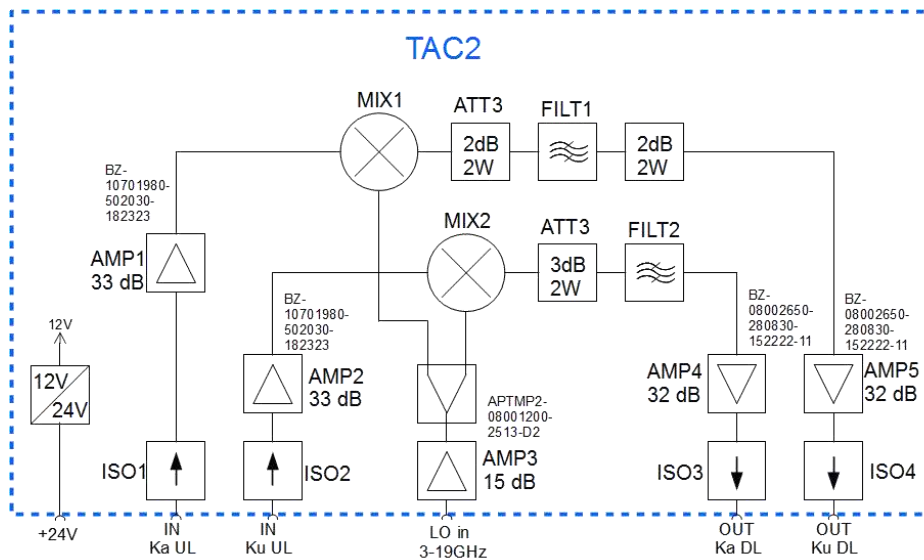 TAC2
MIX1
ATT3
FILT1
2dB
2W
2dB
2W
BZ-
10701980-
502030-
182323
AMP1
33 dB
MIX2
ATT3
FILT2
3dB
2W
BZ-
10701980-
502030-
182323
BZ-
08002650-
280830-
152222-11
BZ-
08002650-
280830-
152222-11
12V
12V
24V
AMP2
33 dB
APTMP2-
08001200-
2513-D2
AMP4
32 dB
AMP5
32 dB
ISO1
ISO2
AMP3
15 dB
ISO3
ISO4
+24V
IN
Ka UL
IN
Ku UL
LO in
3-19GHz
OUT
Ka DL
OUT
Ku DL